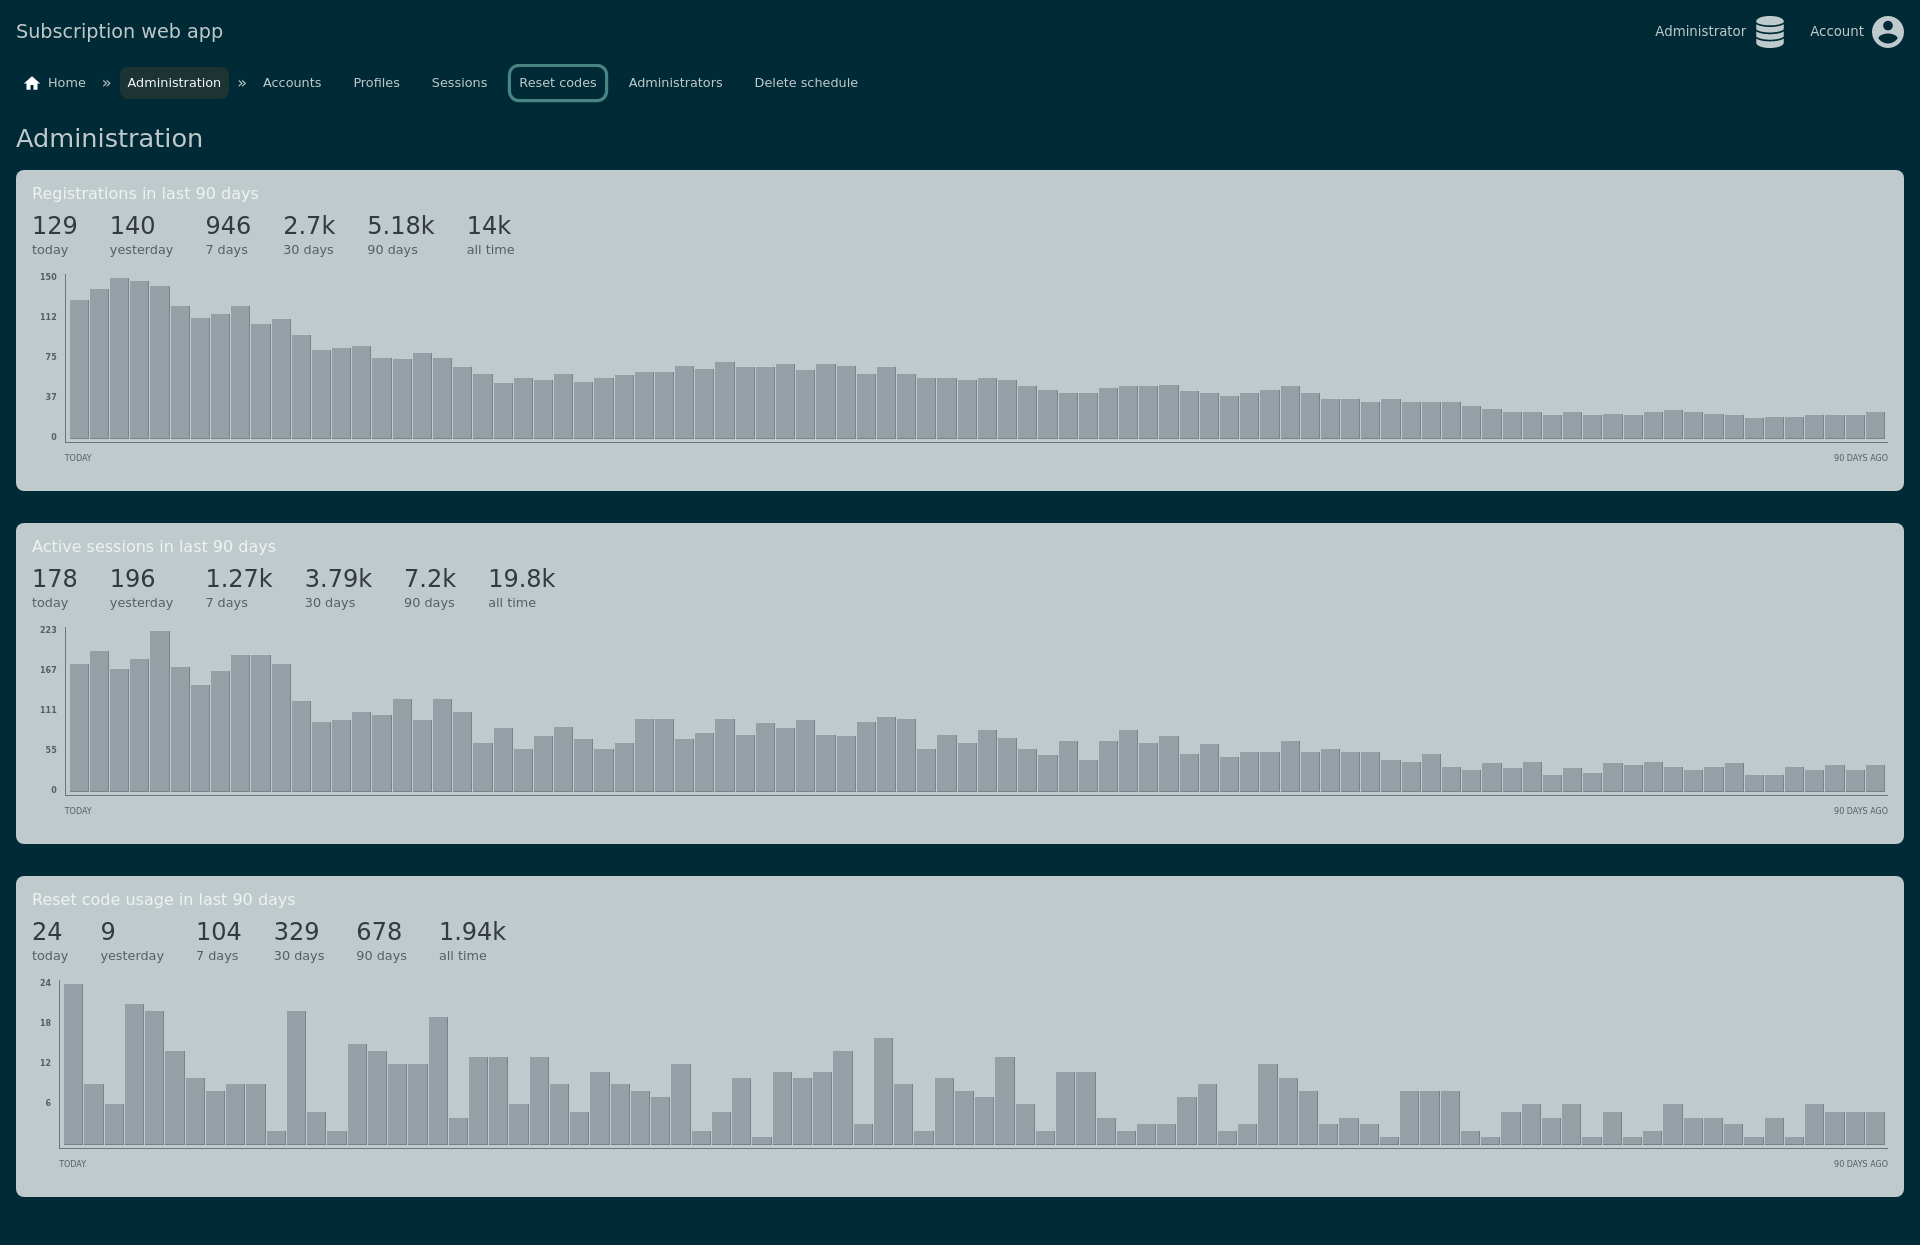 Subscription web app
Administrator
Account
Home » Administration » Accounts Profiles Sessions Reset codes Administrators Delete schedule
Administration
Registrations in last 90 days
129 140 946 2.7k 5.18k 14k
today yesterday 7 days 30 days 90 days all time
150
112
75
37
0
TODAY 90 DAYS AGO
Active sessions in last 90 days
178 196 1.27k 3.79k 7.2k 19.8k
today yesterday 7 days 30 days 90 days all time
223
167
111
55
0
TODAY 90 DAYS AGO
Reset code usage in last 90 days
24 9 104 329 678 1.94k
today yesterday 7 days 30 days 90 days all time
24
18
12
6
TODAY 90 DAYS AGO